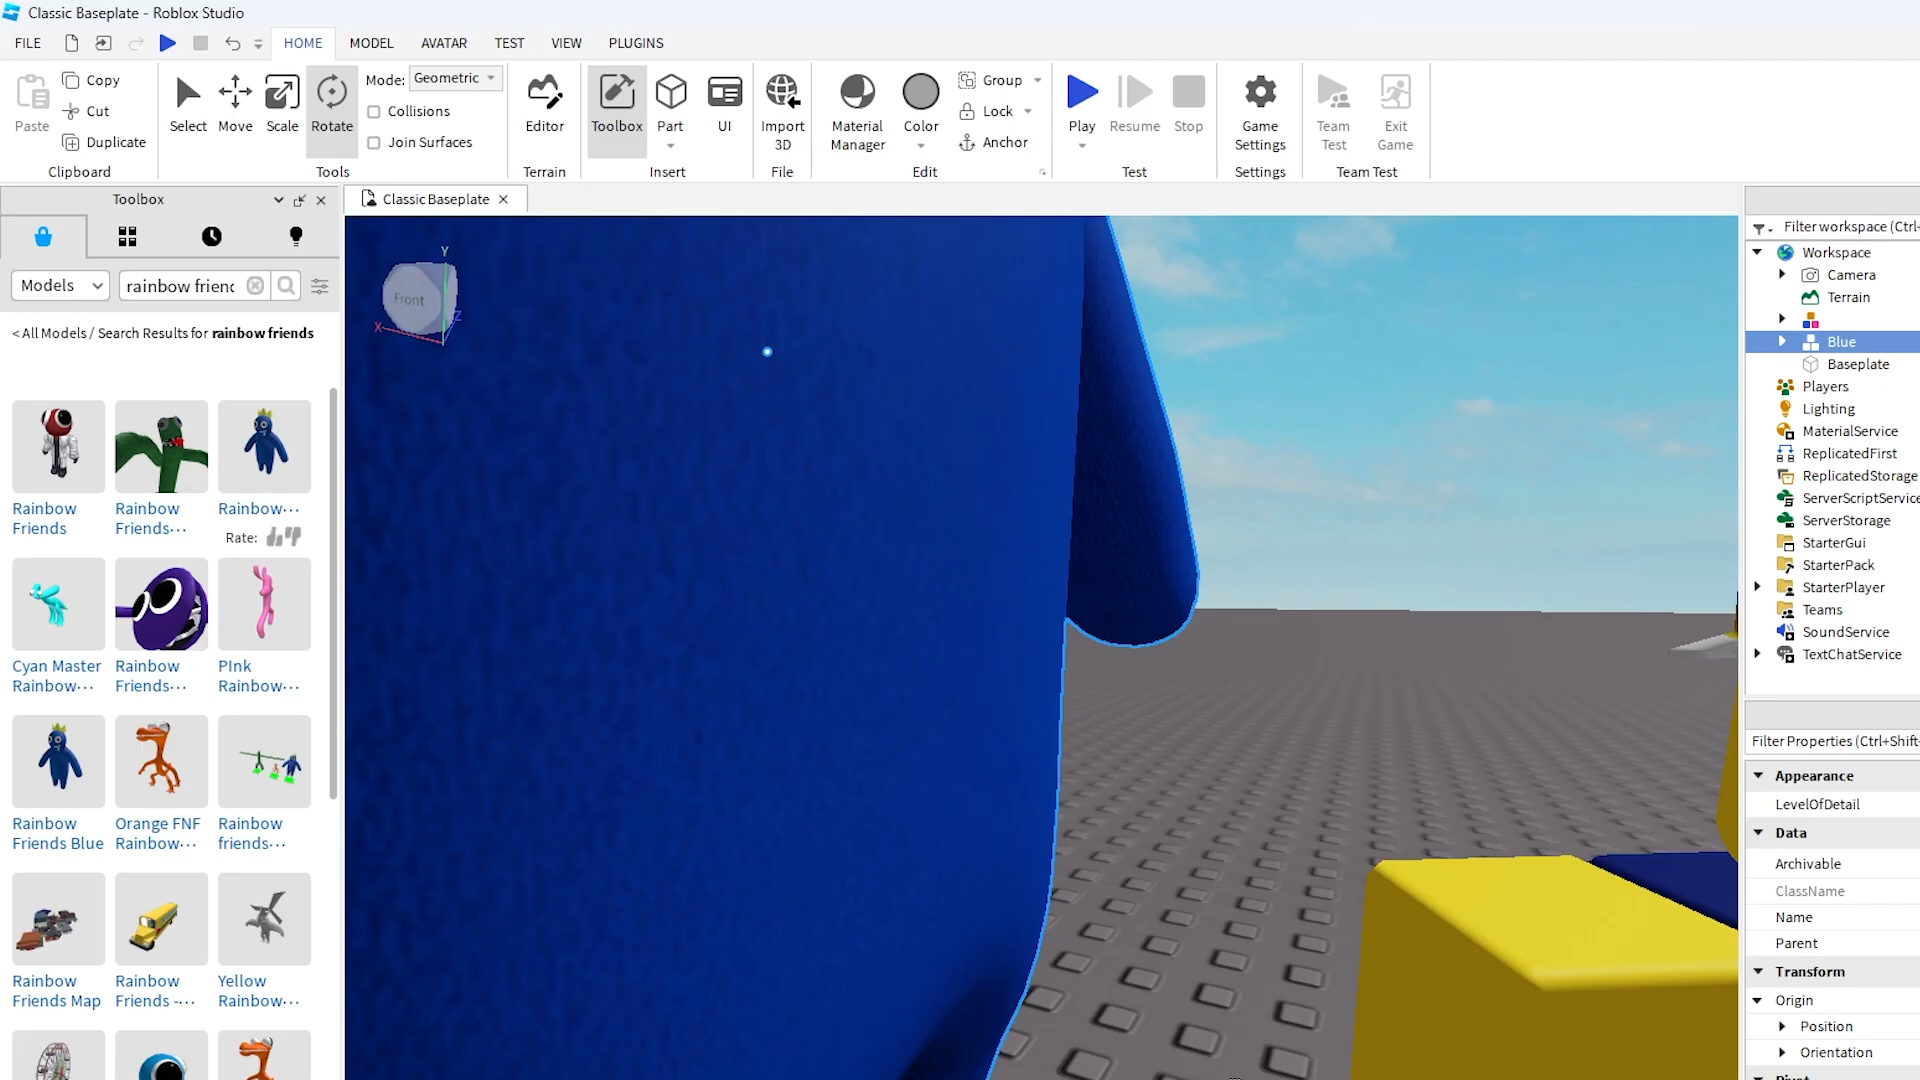 Classic Baseplate - Roblox Studio
FILE HOME MODEL AVATAR TEST VIEW PLUGINS
Paste
Copy
Cut
Duplicate
Clipboard
Select
Move
Scale
Rotate
Mode: Geometric
Collisions
Join Surfaces
Tools
Editor
Terrain
Toolbox
Part
UI
Insert
Import
3D
File
Material
Manager
Color
Group
Lock
Anchor
Edit
Play
Resume
Stop
Test
Game
Settings
Settings
Team
Test
Exit
Game
Team Test
Toolbox
Models
rainbow frienc
< All Models / Search Results for rainbow friends
Rainbow
Friends
Rainbow
Friends...
Rainbow...
Rate:
Cyan Master
Rainbow...
Rainbow
Friends...
PInk
Rainbow...
Rainbow
Friends Blue
Orange FNF
Rainbow...
Rainbow
friends...
Rainbow
Friends Map
Rainbow
Friends -...
Yellow
Rainbow...
Classic Baseplate
Y
Front
X
Z
Filter workspace (Ctrl+
Workspace
Camera
Terrain
Blue
Baseplate
Players
Lighting
MaterialService
ReplicatedFirst
ReplicatedStorage
ServerScriptService
ServerStorage
StarterGui
StarterPack
StarterPlayer
Teams
SoundService
TextChatService
Filter Properties (Ctrl+Shift-
Appearance
LevelOfDetail
Data
Archivable
ClassName
Name
Parent
Transform
Origin
Position
Orientation
Pivot